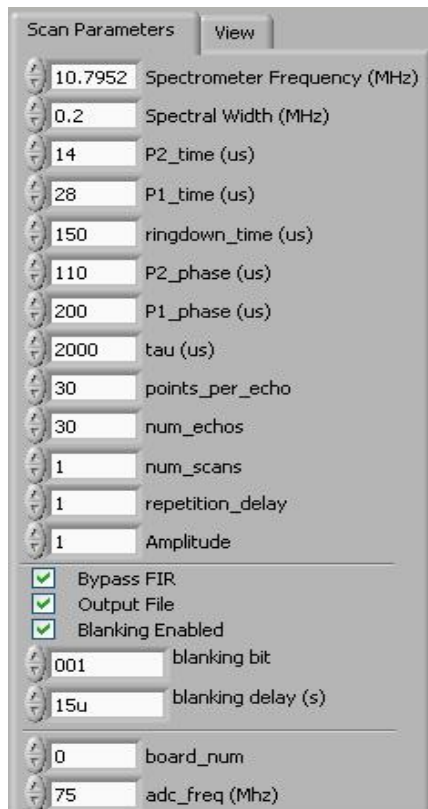 Scan Parameters View
10.7952 Spectrometer Frequency (MHz)
0.2 Spectral Width (MHz)
14 P2_time (us)
28 P1_time (us)
150 ringdown_time (us)
110 P2_phase (us)
200 P1_phase (us)
2000 tau (us)
30 points_per_echo
30 num_echos
1 num_scans
1 repetition_delay
1 Amplitude
Bypass FIR
Output File
Blanking Enabled
001 blanking bit
15u blanking delay (s)
0 board_num
75 adc_freq (Mhz)